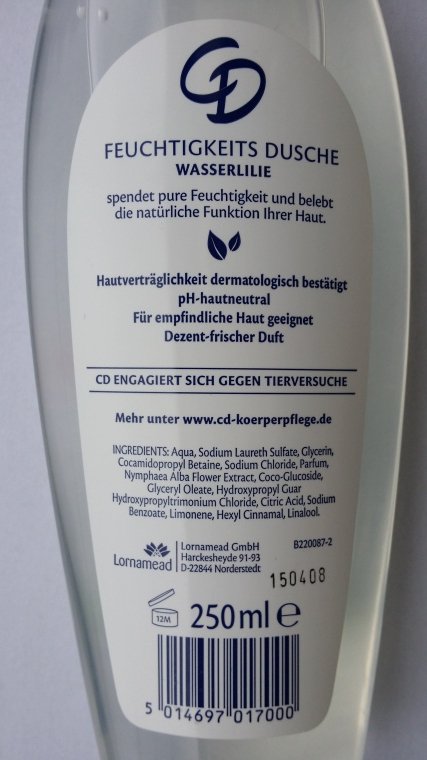 CD
FEUCHTIGKEITS DUSCHE
WASSERLILIE
spendet pure Feuchtigkeit und belebt
die natürliche Funktion Ihrer Haut.
Hautverträglichkeit dermatologisch bestätigt
pH-hautneutral
Für empfindliche Haut geeignet
Dezent-frischer Duft
CD ENGAGIERT SICH GEGEN TIERVERSUCHE
Mehr unter www.cd-koerperpflege.de
INGREDIENTS: Aqua, Sodium Laureth Sulfate, Glycerin,
Cocamidopropyl Betaine, Sodium Chloride, Parfum,
Nymphaea Alba Flower Extract, Coco-Glucoside,
Glyceryl Oleate, Hydroxypropyl Guar
Hydroxypropyltrimonium Chloride, Citric Acid, Sodium
Benzoate, Limonene, Hexyl Cinnamal, Linalool.
Lornamead
Lornamead GmbH
Harckesheyde 91-93
D-22844 Norderstedt
B220087-2
150408
12M
250ml e
5 014697 017000